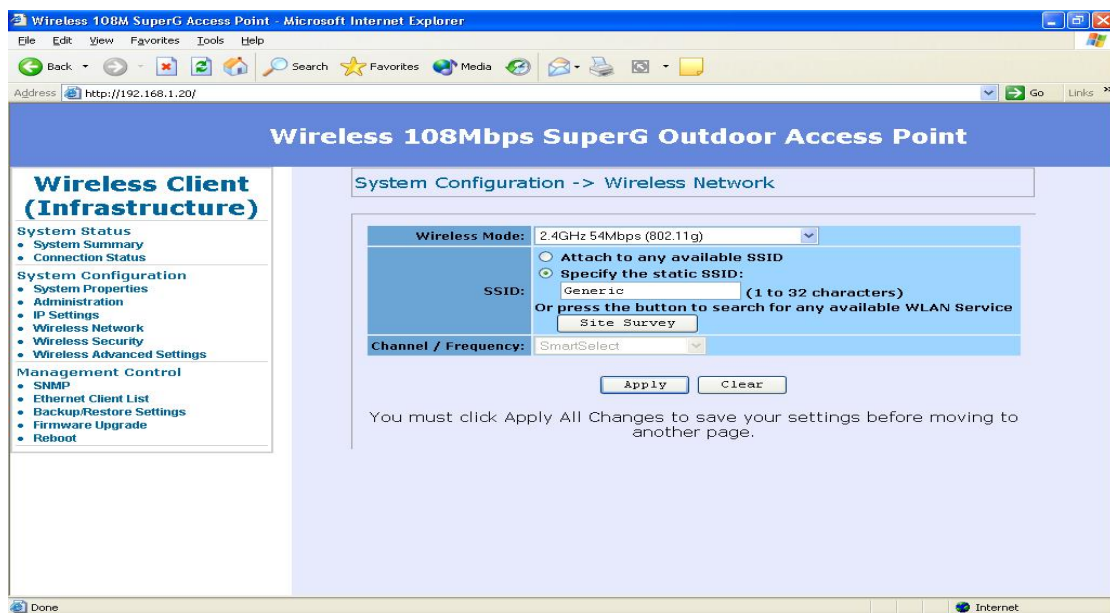 Wireless 108M SuperG Access Point - Microsoft Internet Explorer
File Edit View Favorites Tools Help
Back Search Favorites Media
Address http://192.168.1.20/ Go Links »
Wireless 108Mbps SuperG Outdoor Access Point
Wireless Client
(Infrastructure)
System Status
• System Summary
• Connection Status
System Configuration
• System Properties
• Administration
• IP Settings
• Wireless Network
• Wireless Security
• Wireless Advanced Settings
Management Control
• SNMP
• Ethernet Client List
• Backup/Restore Settings
• Firmware Upgrade
• Reboot
System Configuration -> Wireless Network
Wireless Mode: 2.4GHz 54Mbps (802.11g)
SSID:
Attach to any available SSID
Specify the static SSID:
Generic (1 to 32 characters)
Or press the button to search for any available WLAN Service
Site Survey
Channel / Frequency: SmartSelect
Apply Clear
You must click Apply All Changes to save your settings before moving to
another page.
Done Internet